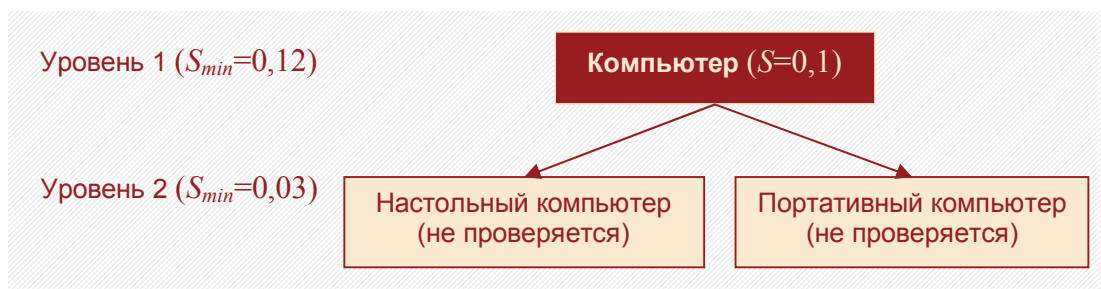 Уровень 1 (Smin=0,12)
Компьютер (S=0,1)
Уровень 2 (Smin=0,03)
Настольный компьютер
(не проверяется)
Портативный компьютер
(не проверяется)